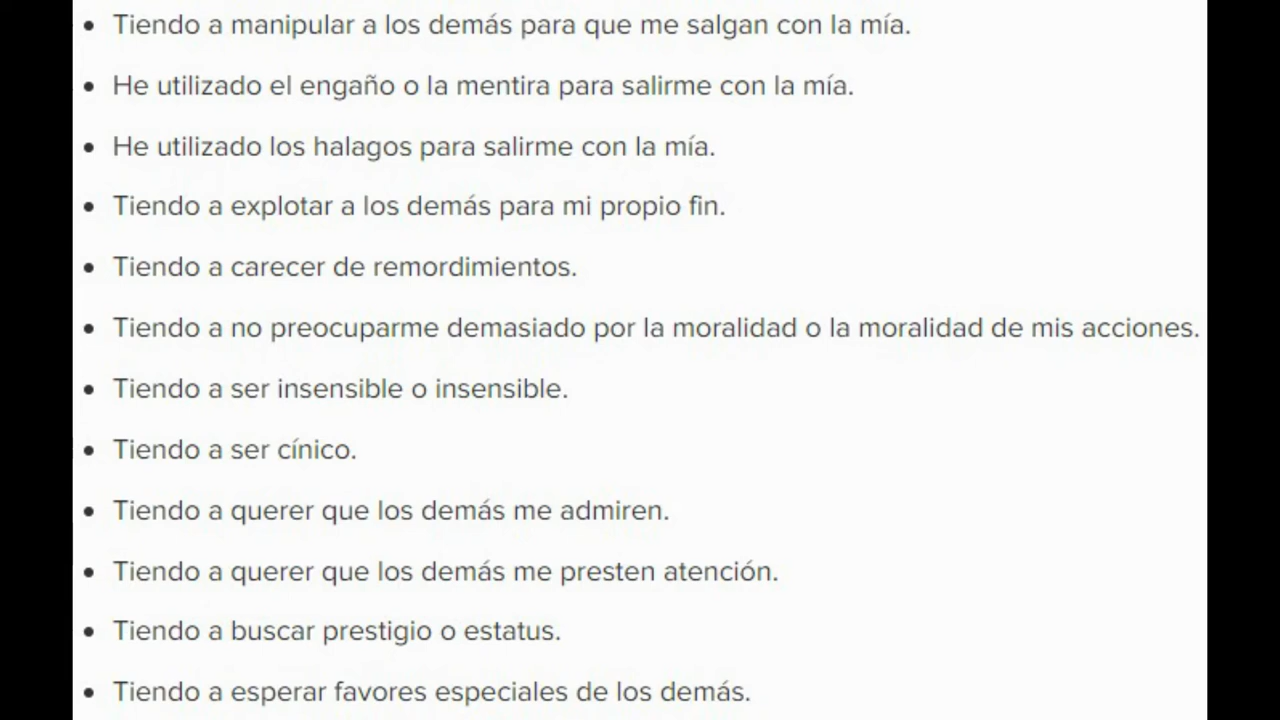 Tiendo a manipular a los demás para que me salgan con la mía.
He utilizado el engaño o la mentira para salirme con la mía.
He utilizado los halagos para salirme con la mía.
Tiendo a explotar a los demás para mi propio fin.
Tiendo a carecer de remordimientos.
Tiendo a no preocuparme demasiado por la moralidad o la moralidad de mis acciones.
Tiendo a ser insensible o insensible.
Tiendo a ser cínico.
Tiendo a querer que los demás me admiren.
Tiendo a querer que los demás me presten atención.
Tiendo a buscar prestigio o estatus.
Tiendo a esperar favores especiales de los demás.